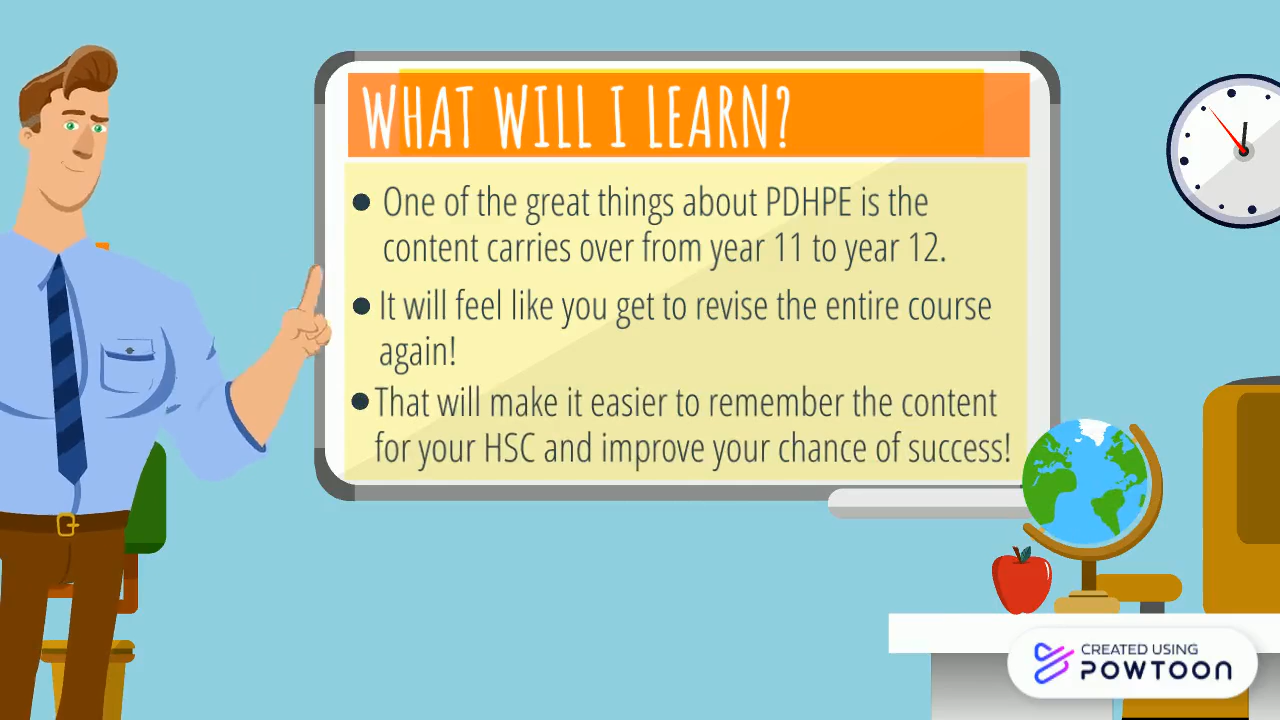 WHAT WILL I LEARN?
One of the great things about PDHPE is the
content carries over from year 11 to year 12.
It will feel like you get to revise the entire course
again!
That will make it easier to remember the content
for your HSC and improve your chance of success!
CREATED USING
POWTOON